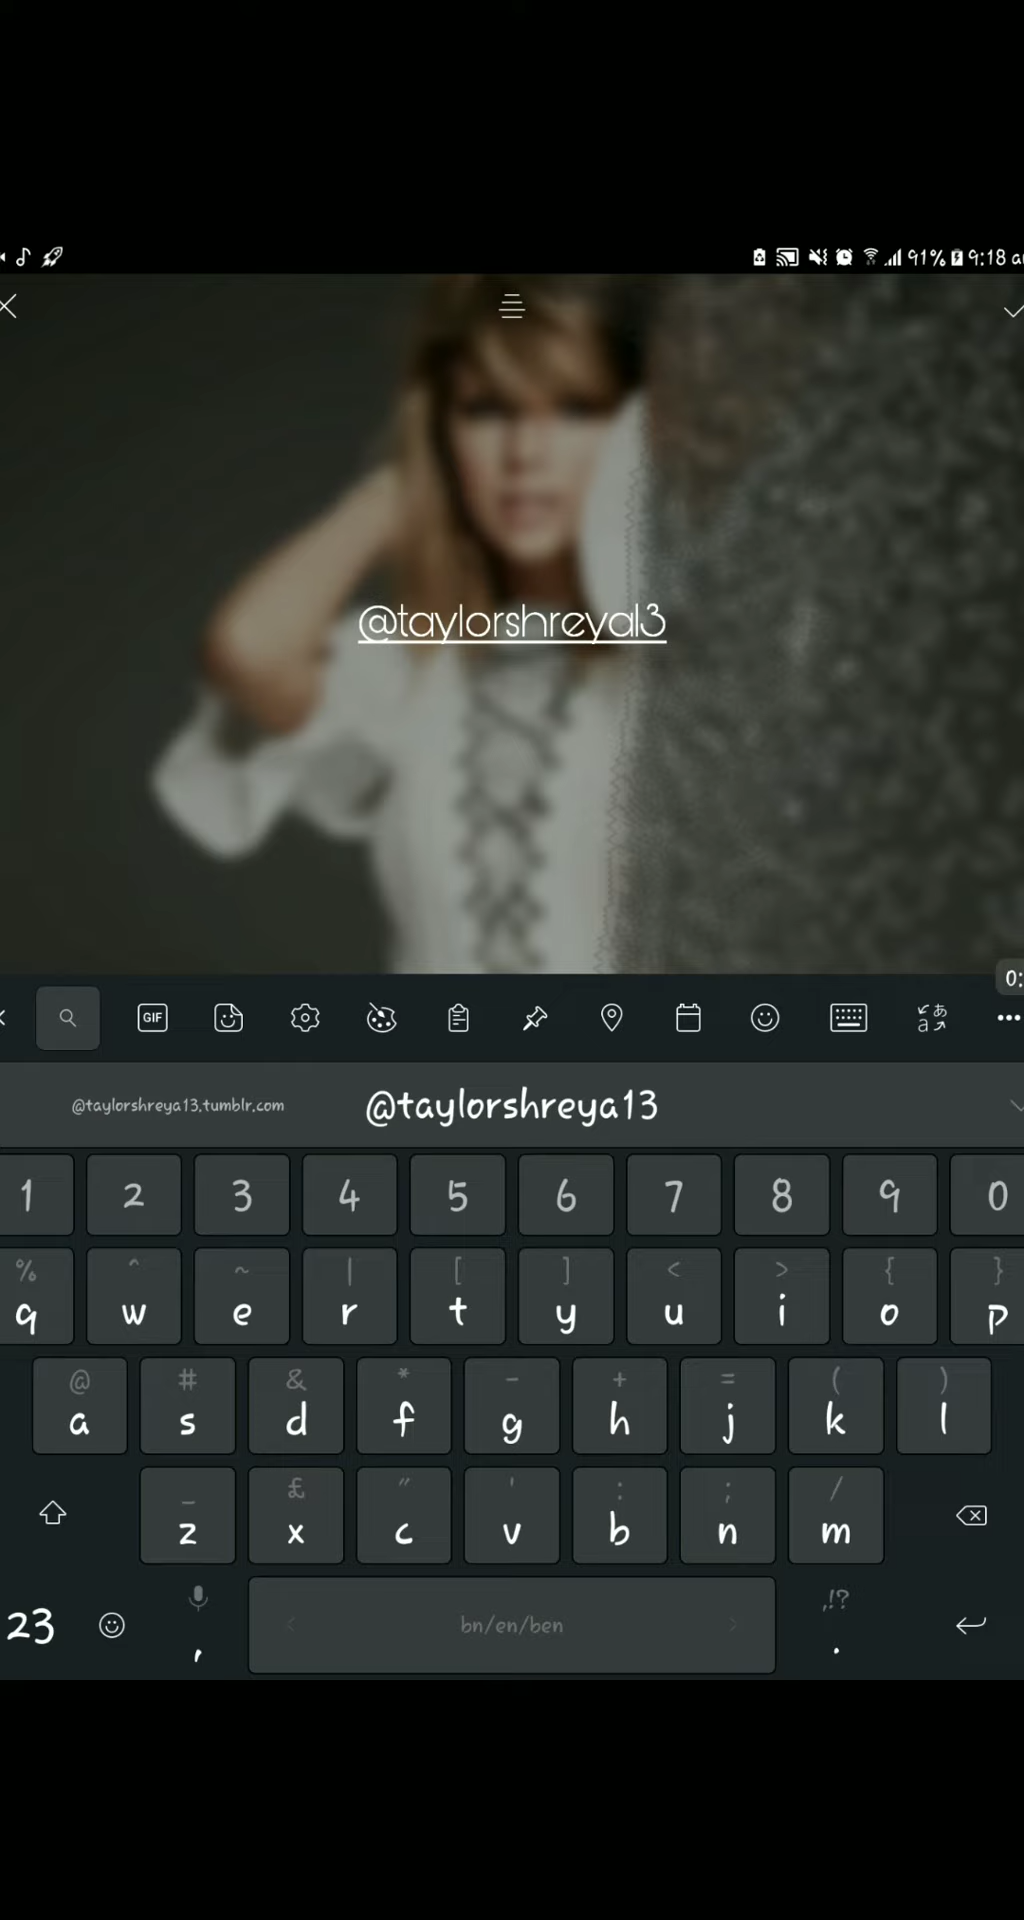 91% 9:18
@taylorshreya13
0:
GIF
@taylorshreya13.tumblr.com @taylorshreya13
1 2 3 4 5 6 7 8 9 0
% ^ ~ | [ ] < > { }
q w e r t y u i o p
@ # & * - + = ( )
a s d f g h j k l
_ £ " ' : ; /
z x c v b n m
,!?
23 , bn/en/ben .